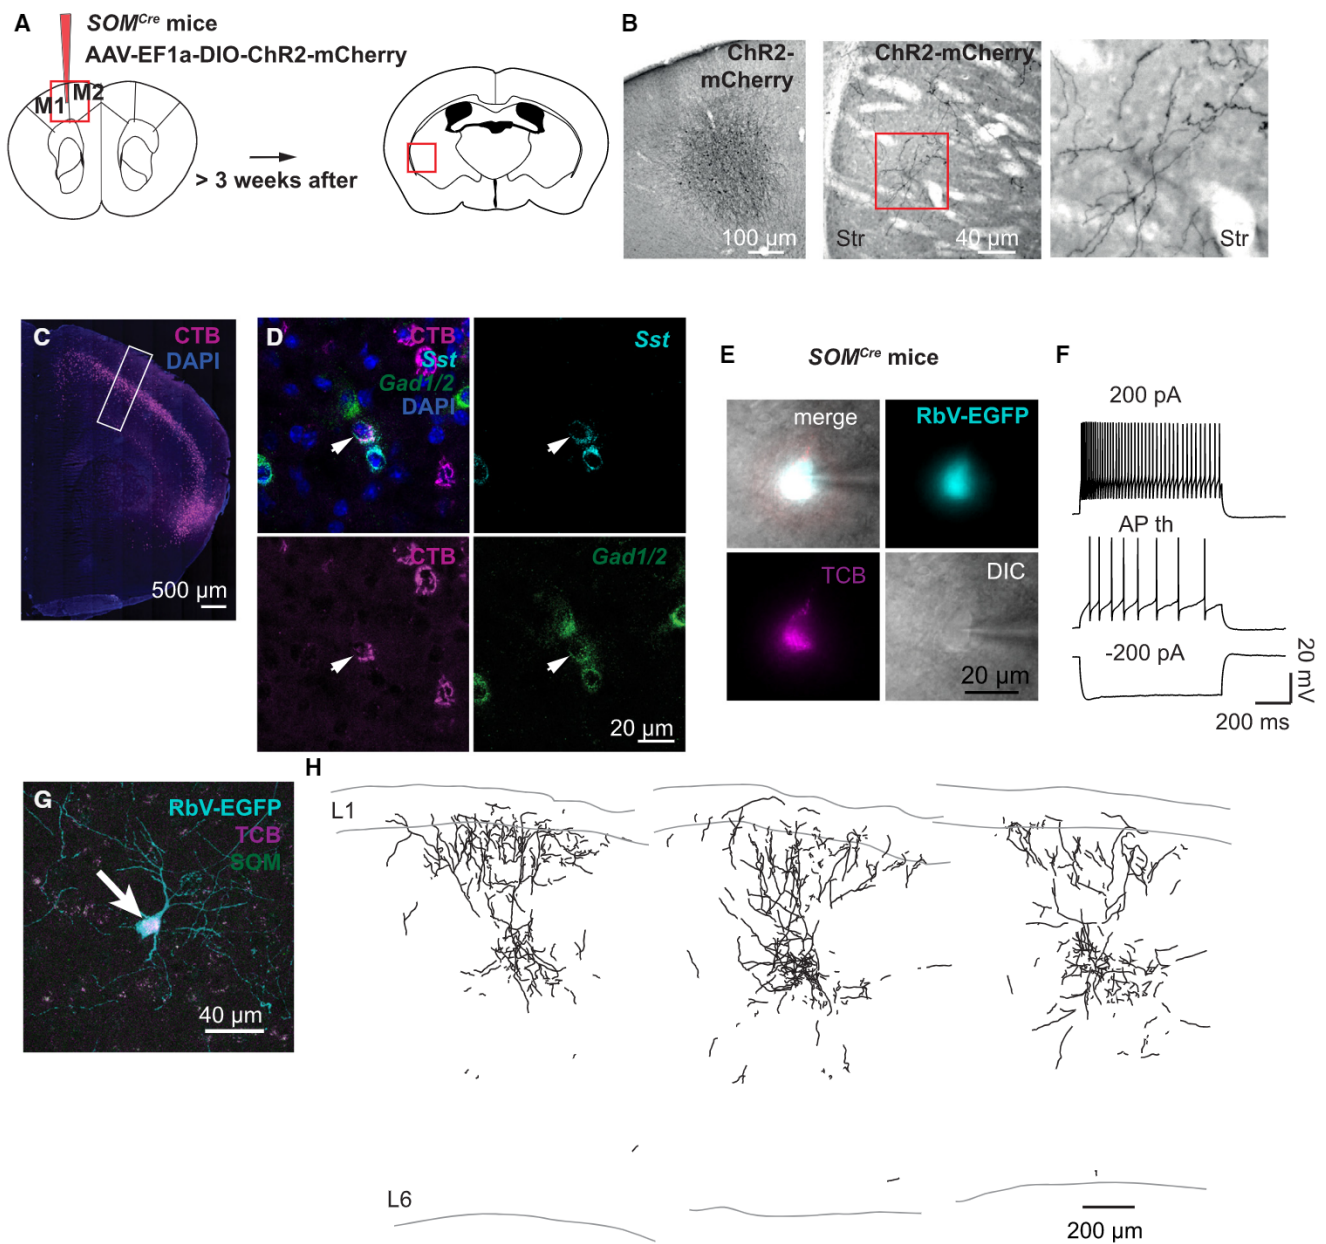 A
SOMCre mice
AAV-EF1a-DIO-ChR2-mCherry
M1
M2
> 3 weeks after
B
ChR2-
mCherry
100 µm
ChR2-mCherry
Str
40 µm
Str
C
CTB
DAPI
500 µm
D
CTB
Sst
Gad1/2
DAPI
Sst
CTB
Gad1/2
20 µm
E
SOMCre mice
merge
RbV-EGFP
TCB
DIC
20 µm
F
200 pA
AP th
-200 pA
20 mV
200 ms
G
RbV-EGFP
TCB
SOM
40 µm
H
L1
L6
200 µm